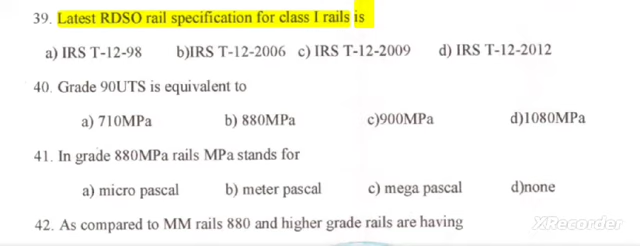 39. Latest RDSO rail specification for class I rails is
a) IRS T-12-98 b)IRS T-12-2006 c) IRS T-12-2009 d) IRS T-12-2012
40. Grade 90UTS is equivalent to
a) 710MPa b) 880MPa c)900MPa d)1080MPa
41. In grade 880MPa rails MPa stands for
a) micro pascal b) meter pascal c) mega pascal d)none
42. As compared to MM rails 880 and higher grade rails are having
XRecorder